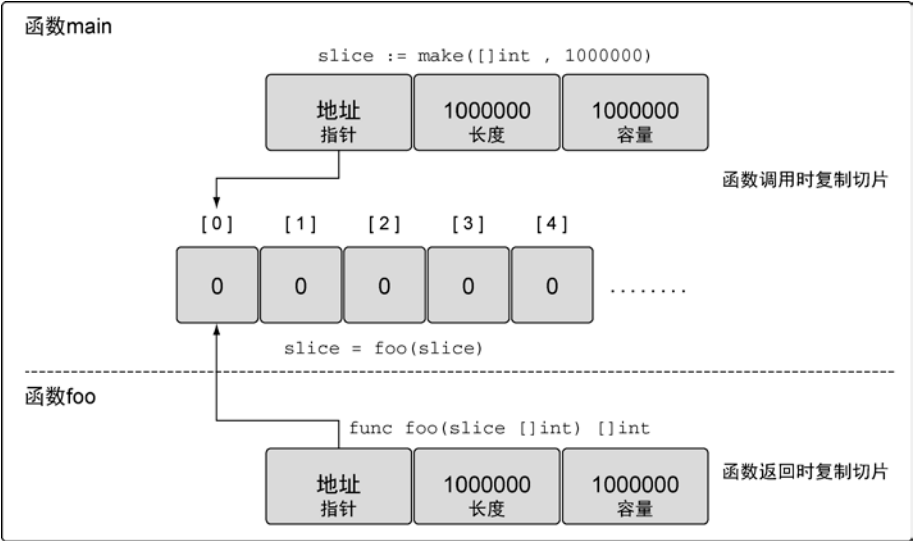 函数main
slice := make([]int , 1000000)
地址 1000000 1000000
指针 长度 容量
函数调用时复制切片
[0] [1] [2] [3] [4]
0 0 0 0 0 ........
slice = foo(slice)
函数foo
func foo(slice []int) []int
地址 1000000 1000000
指针 长度 容量
函数返回时复制切片